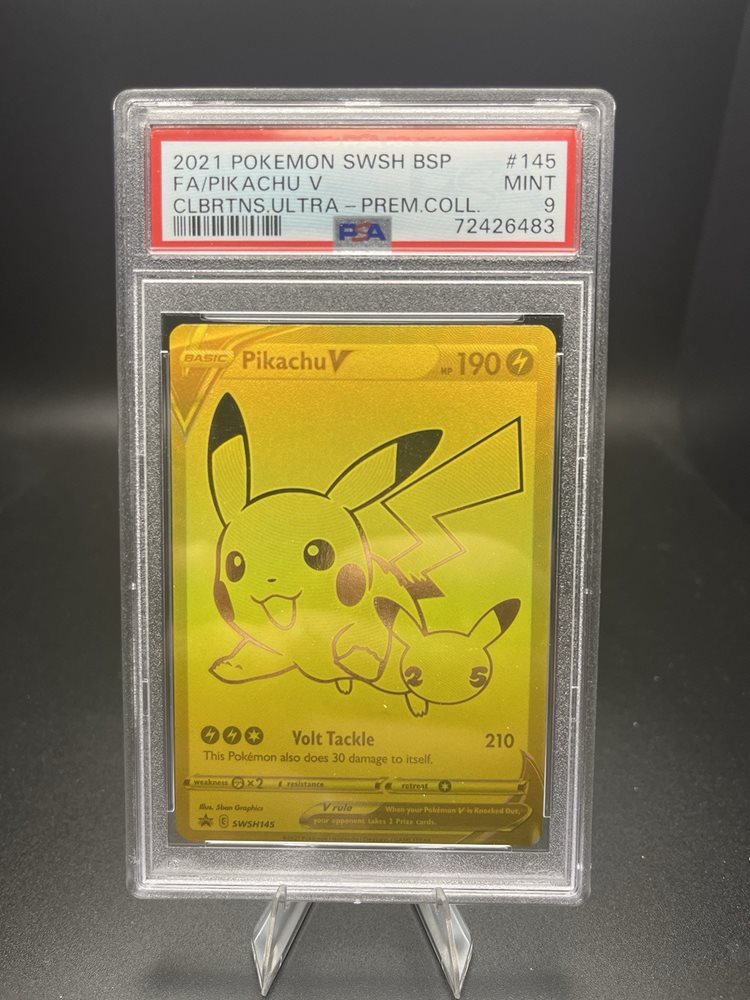 2021 POKEMON SWSH BSP #145
FA/PIKACHU V MINT
CLBRTNS.ULTRA - PREM.COLL. 9
PSA 72426483
BASIC Pikachu V HP 190
2 5
Volt Tackle 210
This Pokémon also does 30 damage to itself.
weakness ×2 resistance retreat
Illus. 5ban Graphics
V rule When your Pokémon V is Knocked Out,
your opponent takes 2 Prize cards.
E SWSH145